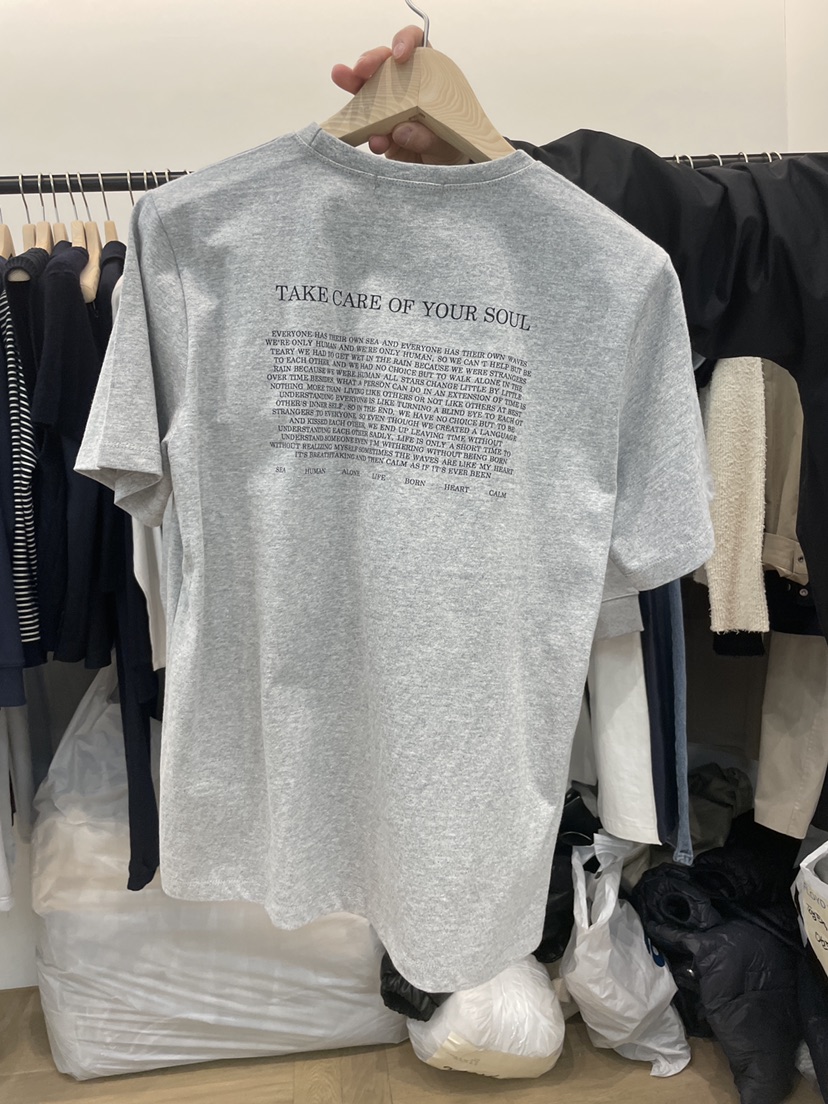 TAKE CARE OF YOUR SOUL
EVERYONE HAS THEIR OWN SEA AND EVERYONE HAS THEIR OWN WAVES
WE'RE ONLY HUMAN AND WE'RE ONLY HUMAN, SO WE CAN'T HELP BUT BE
TEARY WE HAD TO GET WET IN THE RAIN BECAUSE WE WERE STRANGERS
TO EACH OTHER, AND WE HAD NO CHOICE BUT TO WALK ALONE IN THE
RAIN BECAUSE WE WERE HUMAN ALL STARS CHANGE LITTLE BY LITTLE
OVER TIME BESIDES, WHAT A PERSON CAN DO IN AN EXTENSION OF TIME IS
NOTHING MORE THAN LIVING LIKE OTHERS OR NOT LIKE OTHERS AT BEST
UNDERSTANDING EVERYONE IS LIKE TURNING A BLIND EYE TO EACH OT
OTHER'S INNER SELF, SO IN THE END, WE HAVE NO CHOICE BUT TO BE
STRANGERS TO EVERYONE, SO EVEN THOUGH WE CREATED A LANGUAGE
AND KISSED EACH OTHER, WE END UP LEAVING TIME WITHOUT
UNDERSTANDING EACH OTHER SADLY, LIFE IS ONLY A SHORT TIME TO
UNDERSTAND SOMEONE EVEN I'M WITHERING WITHOUT BEING BORN
WITHOUT REALIZING MYSELF SOMETIMES THE WAVES ARE LIKE MY HEART
IT'S BREATHTAKING AND THEN CALM AS IF IT'S EVER BEEN
SEA HUMAN ALONE LIVE BORN HEART CALM